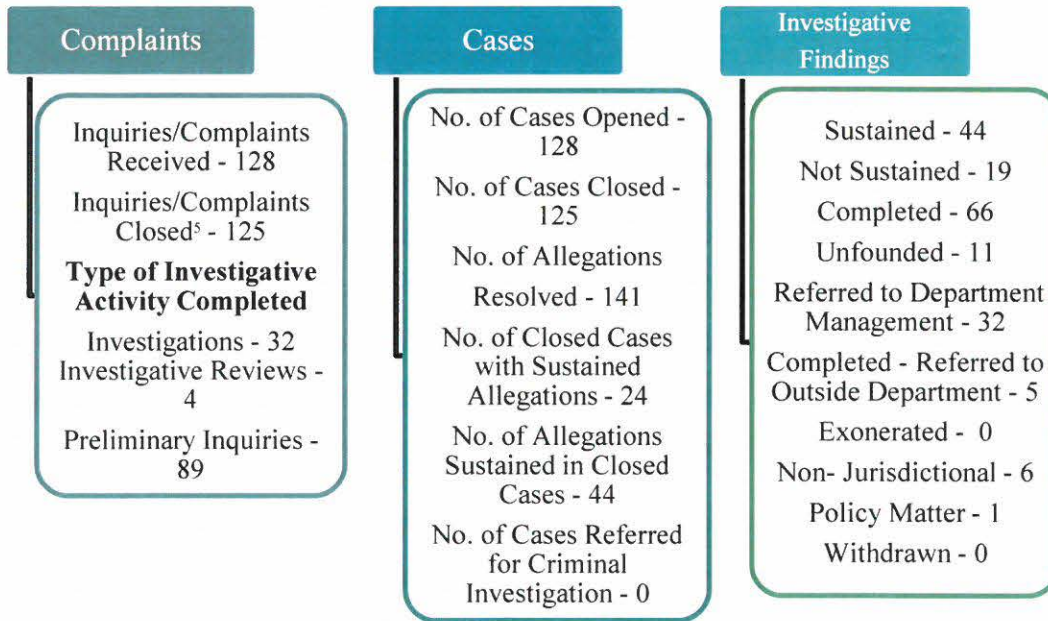 Complaints
Inquiries/Complaints
Received - 128
Inquiries/Complaints
Closed⁵ - 125
Type of Investigative
Activity Completed
Investigations - 32
Investigative Reviews -
4
Preliminary Inquiries -
89
Cases
No. of Cases Opened -
128
No. of Cases Closed -
125
No. of Allegations
Resolved - 141
No. of Closed Cases
with Sustained
Allegations - 24
No. of Allegations
Sustained in Closed
Cases - 44
No. of Cases Referred
for Criminal
Investigation - 0
Investigative
Findings
Sustained - 44
Not Sustained - 19
Completed - 66
Unfounded - 11
Referred to Department
Management - 32
Completed - Referred to
Outside Department - 5
Exonerated - 0
Non- Jurisdictional - 6
Policy Matter - 1
Withdrawn - 0